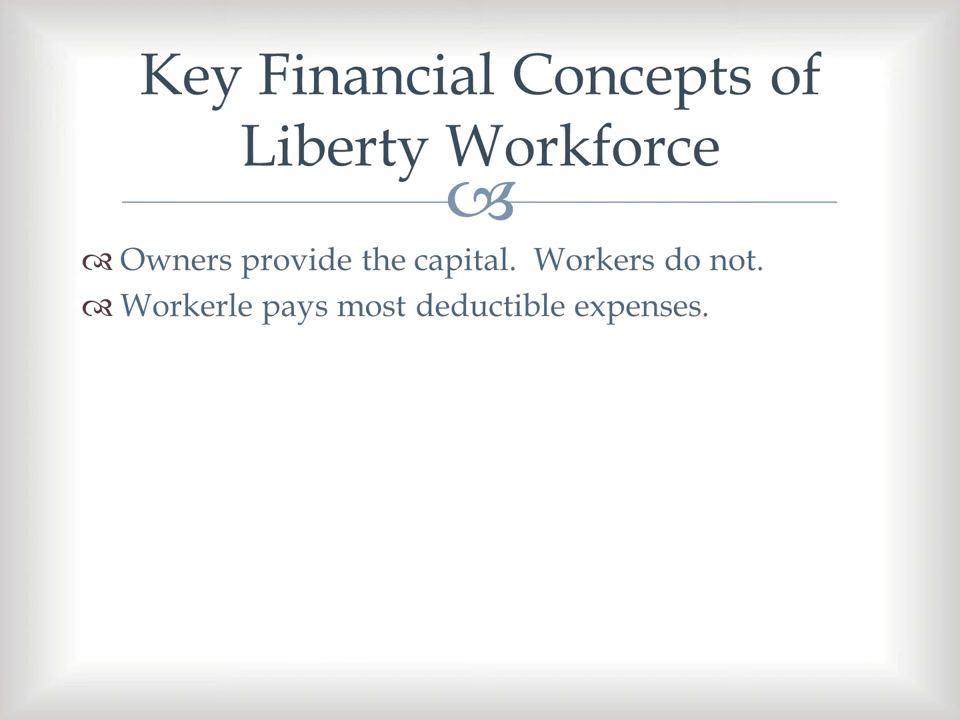 Key Financial Concepts of
Liberty Workforce
Owners provide the capital.  Workers do not.
Workerle pays most deductible expenses.